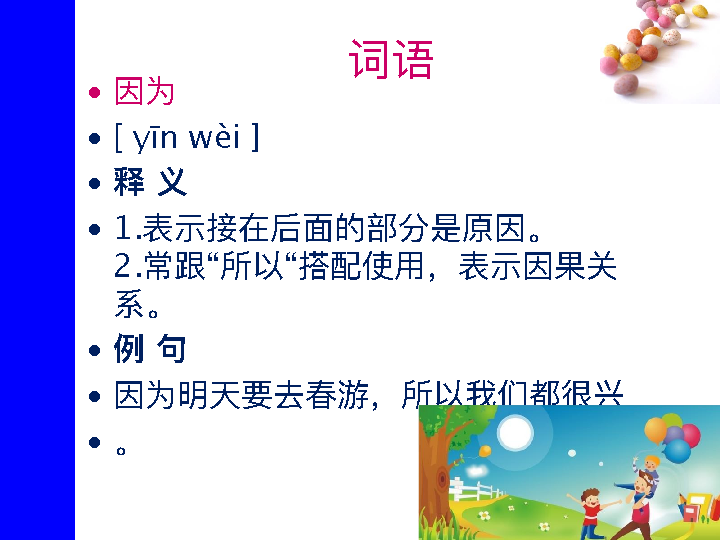 词语
因为
[ yīn wèi ]
释 义
1.表示接在后面的部分是原因。
2.常跟“所以“搭配使用，表示因果关
系。
例 句
因为明天要去春游，所以我们都很兴
。